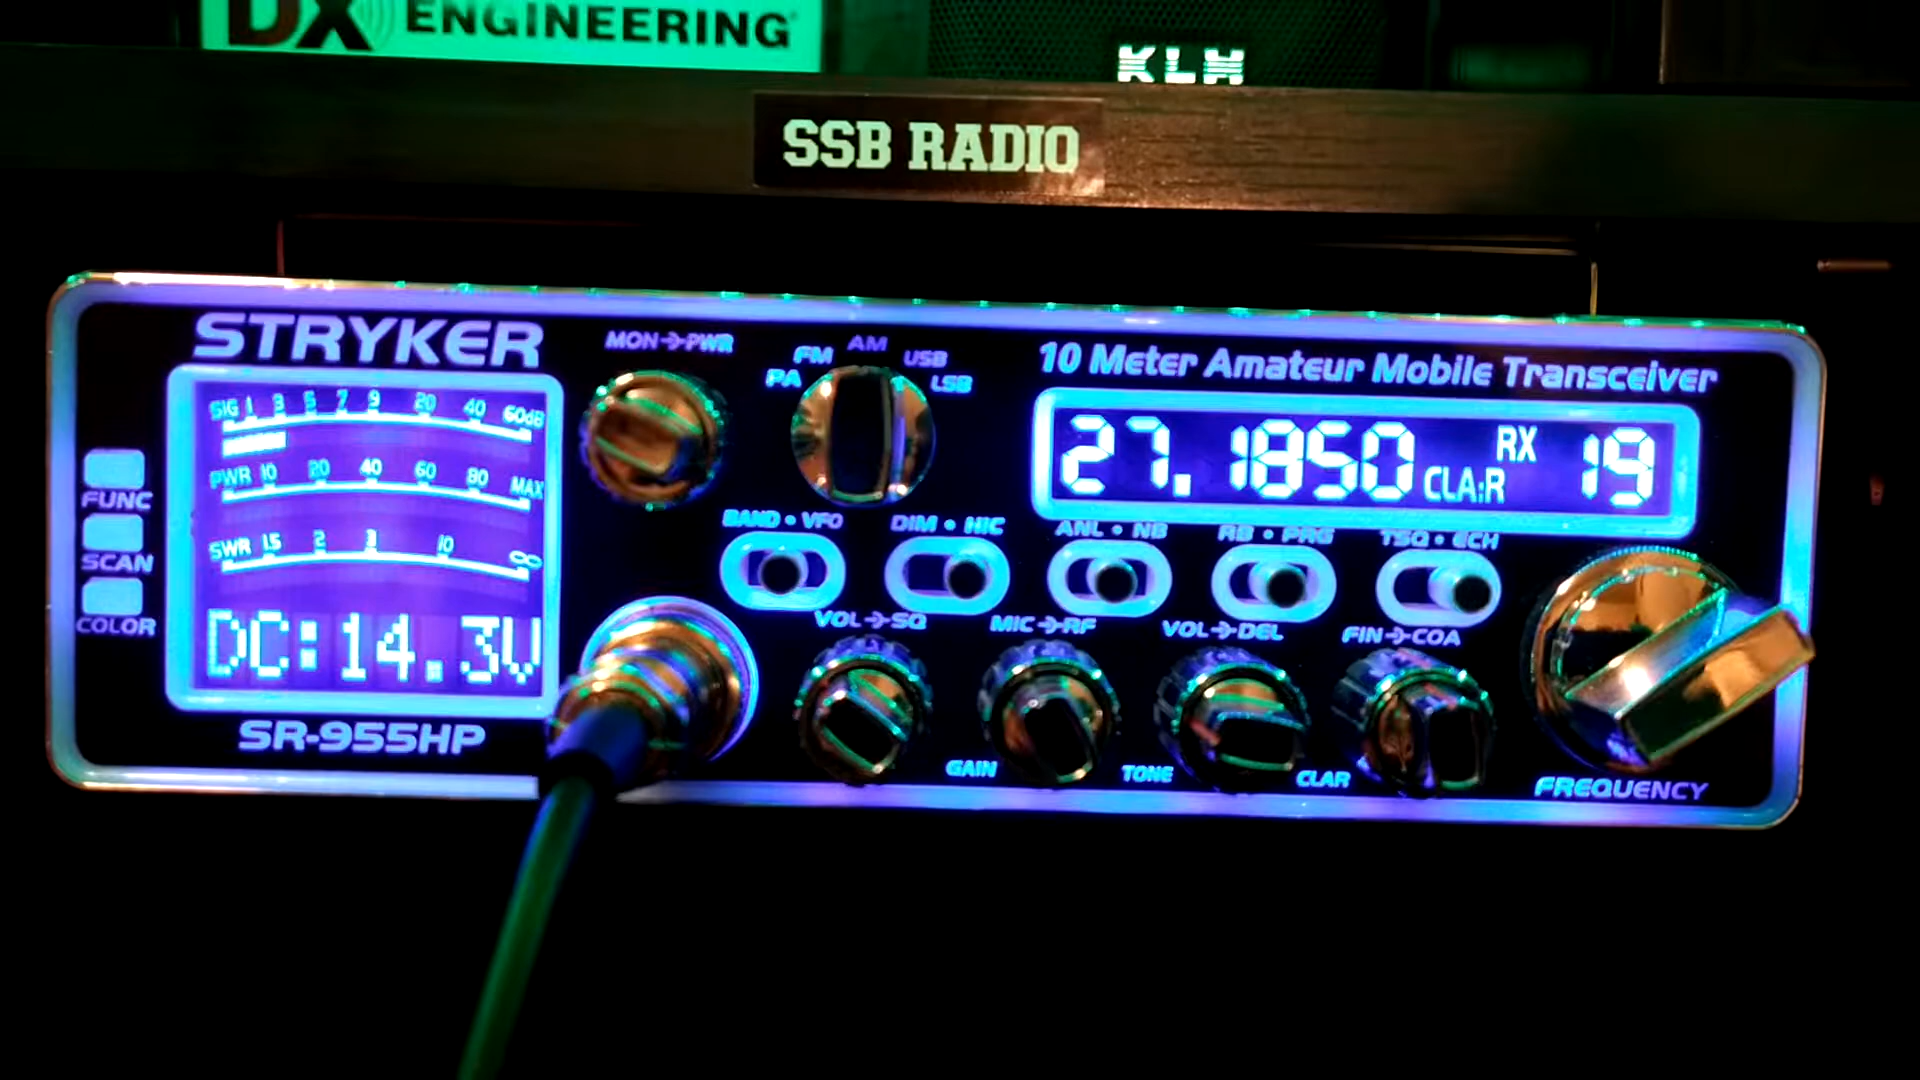 DX ENGINEERING
KLM
SSB RADIO
STRYKER
MON PWR
PA FM AM USB LSB
10 Meter Amateur Mobile Transceiver
SIG 1 3 5 7 9 20 40 60dB
PWR 10 20 40 60 80 MAX
SWR 1.5 2 3 10 ∞
DC:14.3V
27.1850 CLA:R RX 19
FUNC
SCAN
COLOR
BAND • VFO
DIM • HIC
ANL • NB
RB • PRG
TSQ • ECH
VOL SQ
MIC RF
VOL DEL
FIN COA
SR-955HP
GAIN
TONE
CLAR
FREQUENCY